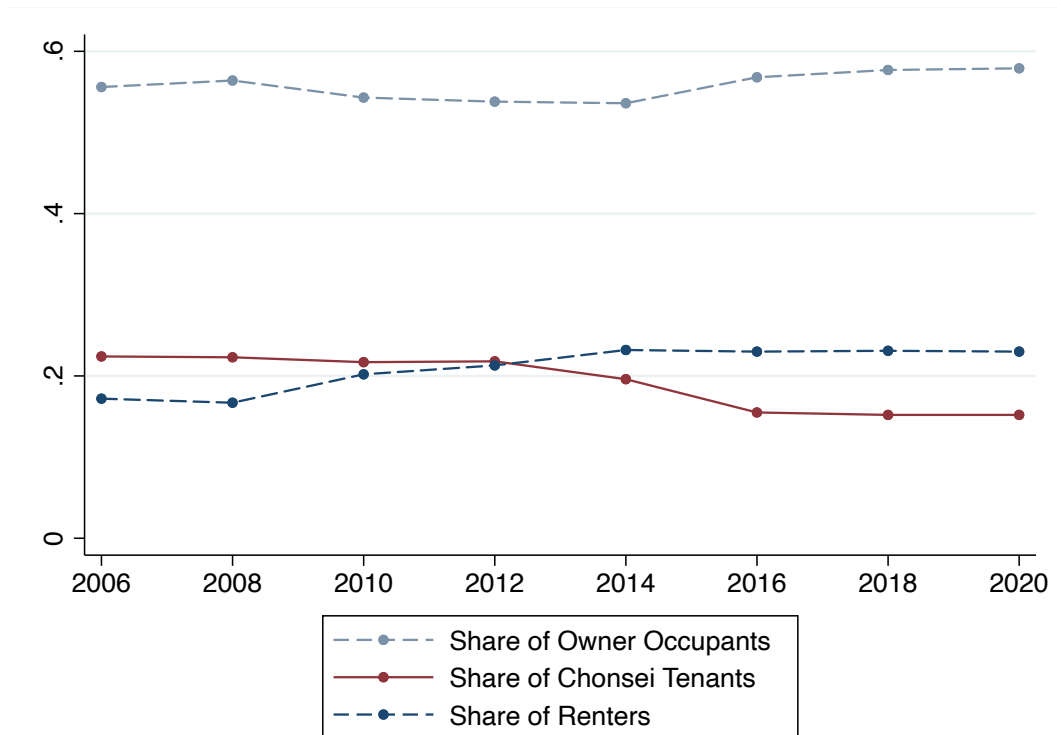 .6
.4
.2
0
2006 2008 2010 2012 2014 2016 2018 2020
Share of Owner Occupants
Share of Chonsei Tenants
Share of Renters